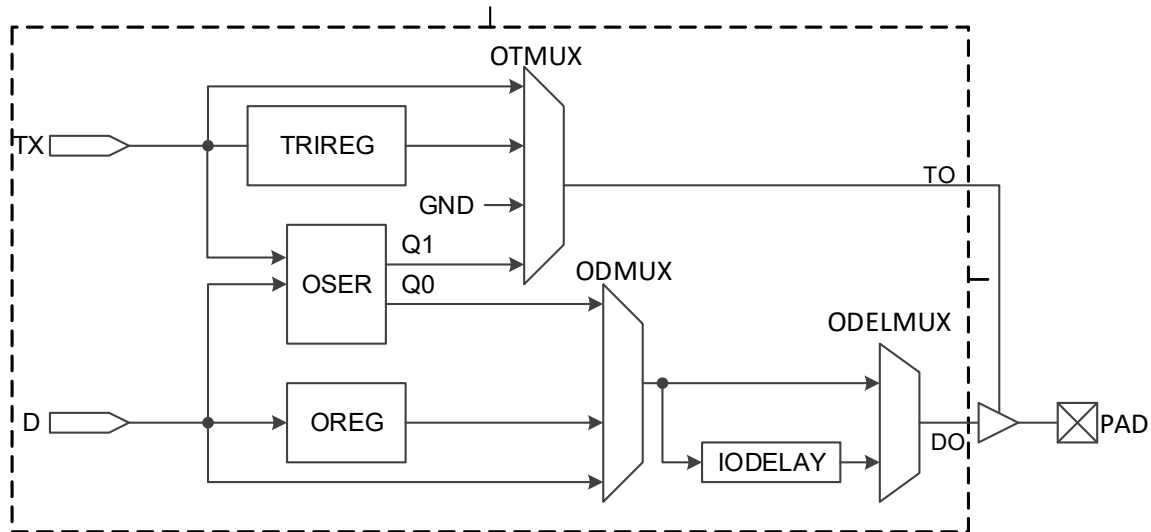 OTMUX
TX
TRIREG
TO
GND
Q1
OSER
Q0
ODMUX
ODELMUX
D
OREG
DO
PAD
IODELAY